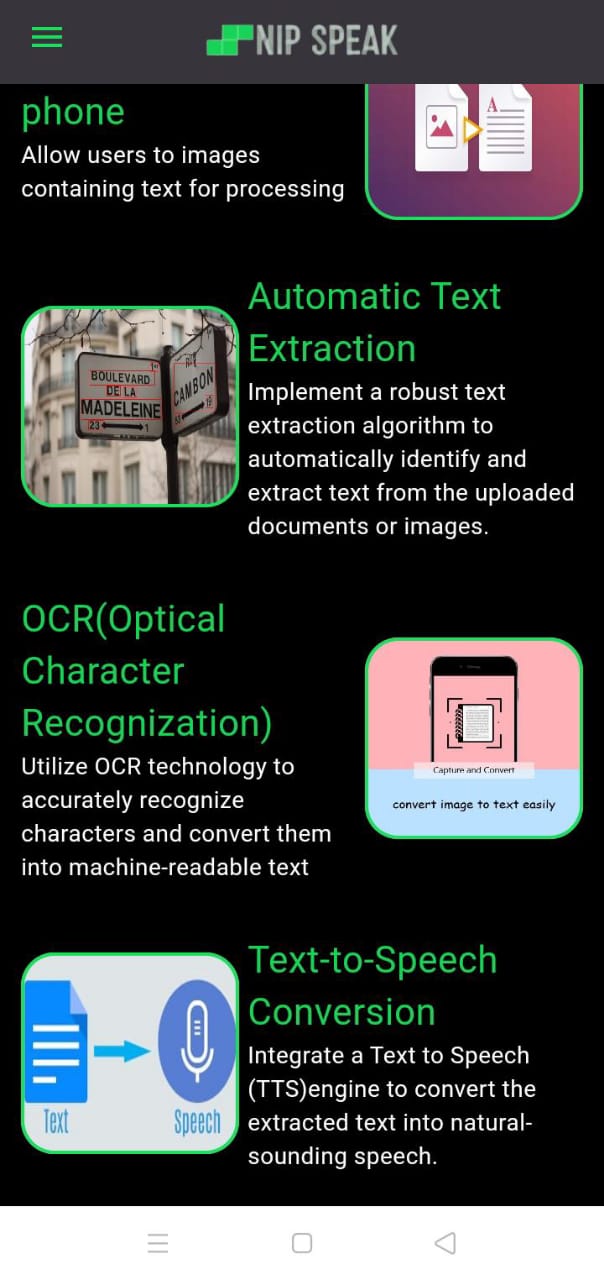 NIP SPEAK
phone
Allow users to images
containing text for processing
A
Automatic Text
Extraction
BOULEVARD
DE LA
MADELEINE
23 1
RUE
CAMBON
Implement a robust text
extraction algorithm to
automatically identify and
extract text from the uploaded
documents or images.
OCR(Optical
Character
Recognization)
Utilize OCR technology to
accurately recognize
characters and convert them
into machine-readable text
Capture and Convert
convert image to text easily
Text-to-Speech
Conversion
Text
Speech
Integrate a Text to Speech
(TTS)engine to convert the
extracted text into natural-
sounding speech.